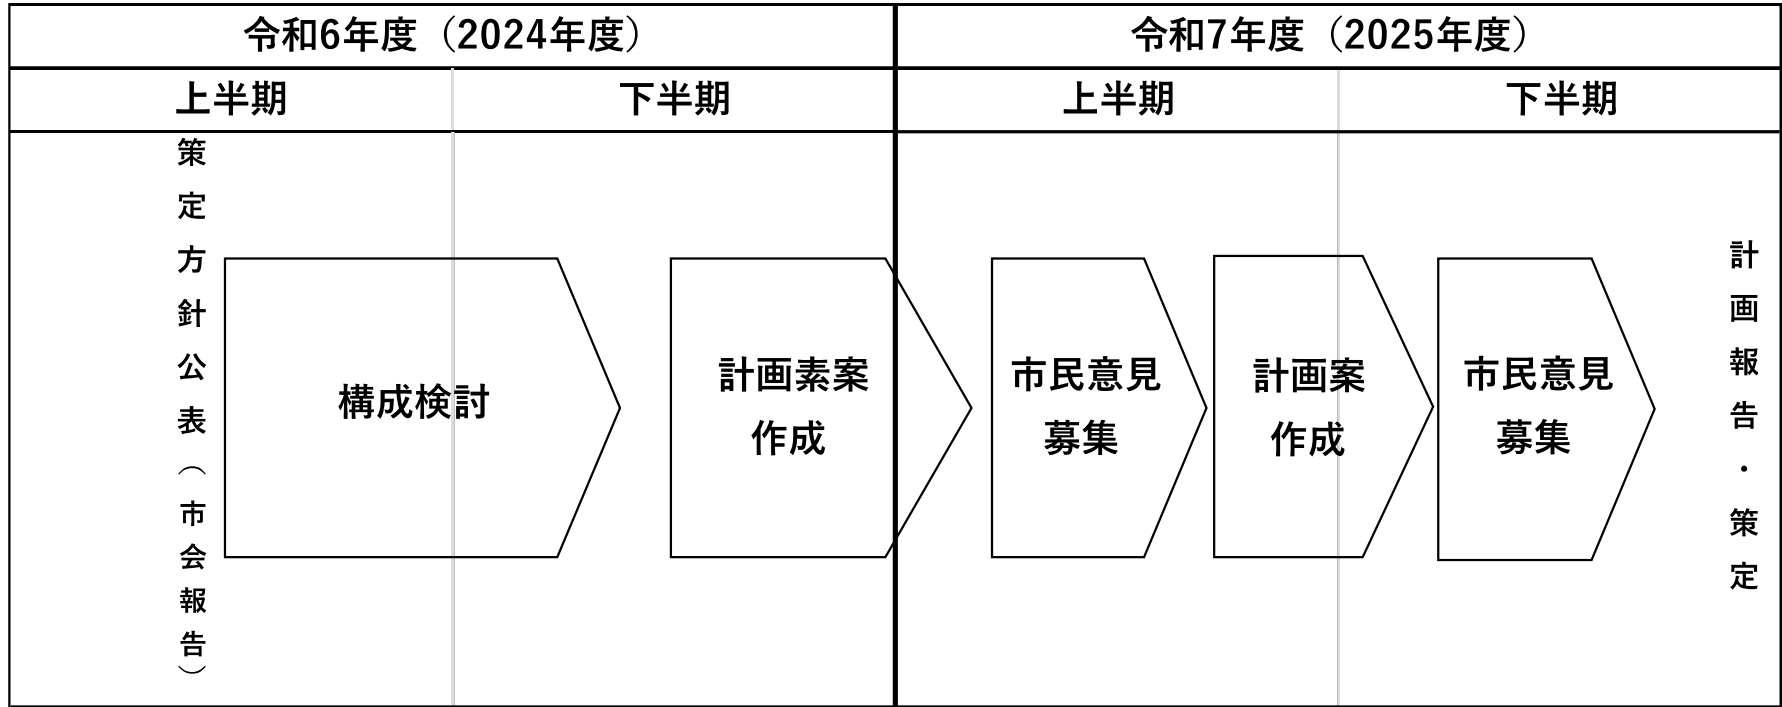 令和6年度（2024年度）
令和7年度（2025年度）
上半期
下半期
上半期
下半期
策定方針公表（市会報告）
構成検討
計画素案
作成
市民意見
募集
計画案
作成
市民意見
募集
計画報告・策定